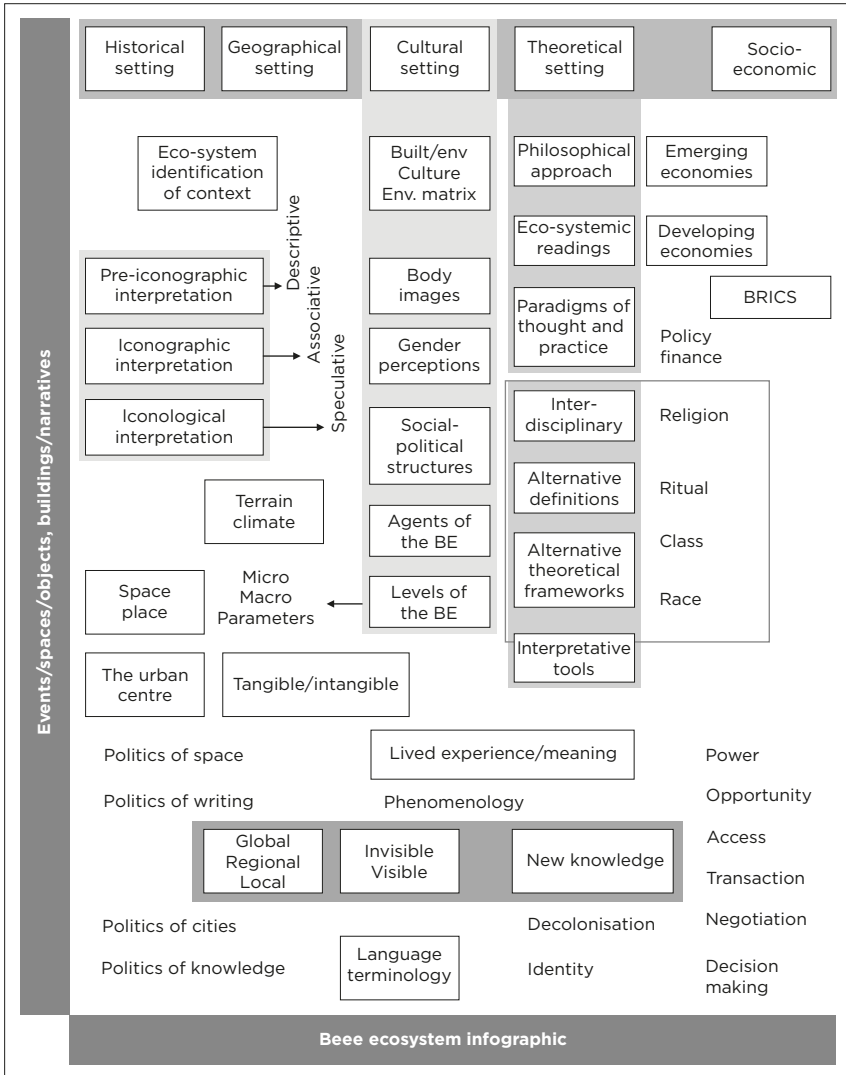 Historical
setting
Geographical
setting
Cultural
setting
Theoretical
setting
Socio-
economic
Eco-system
identification
of context
Built/env
Culture
Env. matrix
Philosophical
approach
Emerging
economies
Descriptive
Eco-systemic
readings
Developing
economies
Pre-iconographic
interpretation
Body
images
Paradigms of
thought and
practice
BRICS
Associative
Iconographic
interpretation
Gender
perceptions
Policy
finance
Speculative
Iconological
interpretation
Social-
political
structures
Inter-
disciplinary
Religion
Terrain
climate
Alternative
definitions
Ritual
Agents of
the BE
Alternative
theoretical
frameworks
Class
Space
place
Micro
Macro
Parameters
Levels of
the BE
Race
The urban
centre
Tangible/intangible
Interpretative
tools
Politics of space
Lived experience/meaning
Power
Politics of writing
Phenomenology
Opportunity
Global
Regional
Local
Invisible
Visible
New knowledge
Access
Transaction
Politics of cities
Decolonisation
Negotiation
Politics of knowledge
Language
terminology
Identity
Decision
making
Events/spaces/objects, buildings/narratives
Beee ecosystem infographic